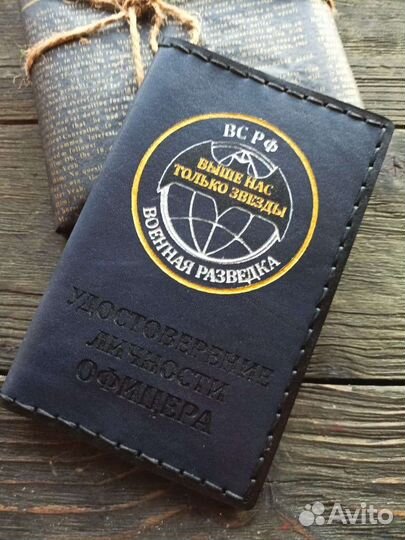 ВС РФ
ВЫШЕ НАС
ТОЛЬКО ЗВЕЗДЫ
ВОЕННАЯ РАЗВЕДКА
УДОСТОВЕРЕНИЕ
ЛИЧНОСТИ
ОФИЦЕРА
Avito